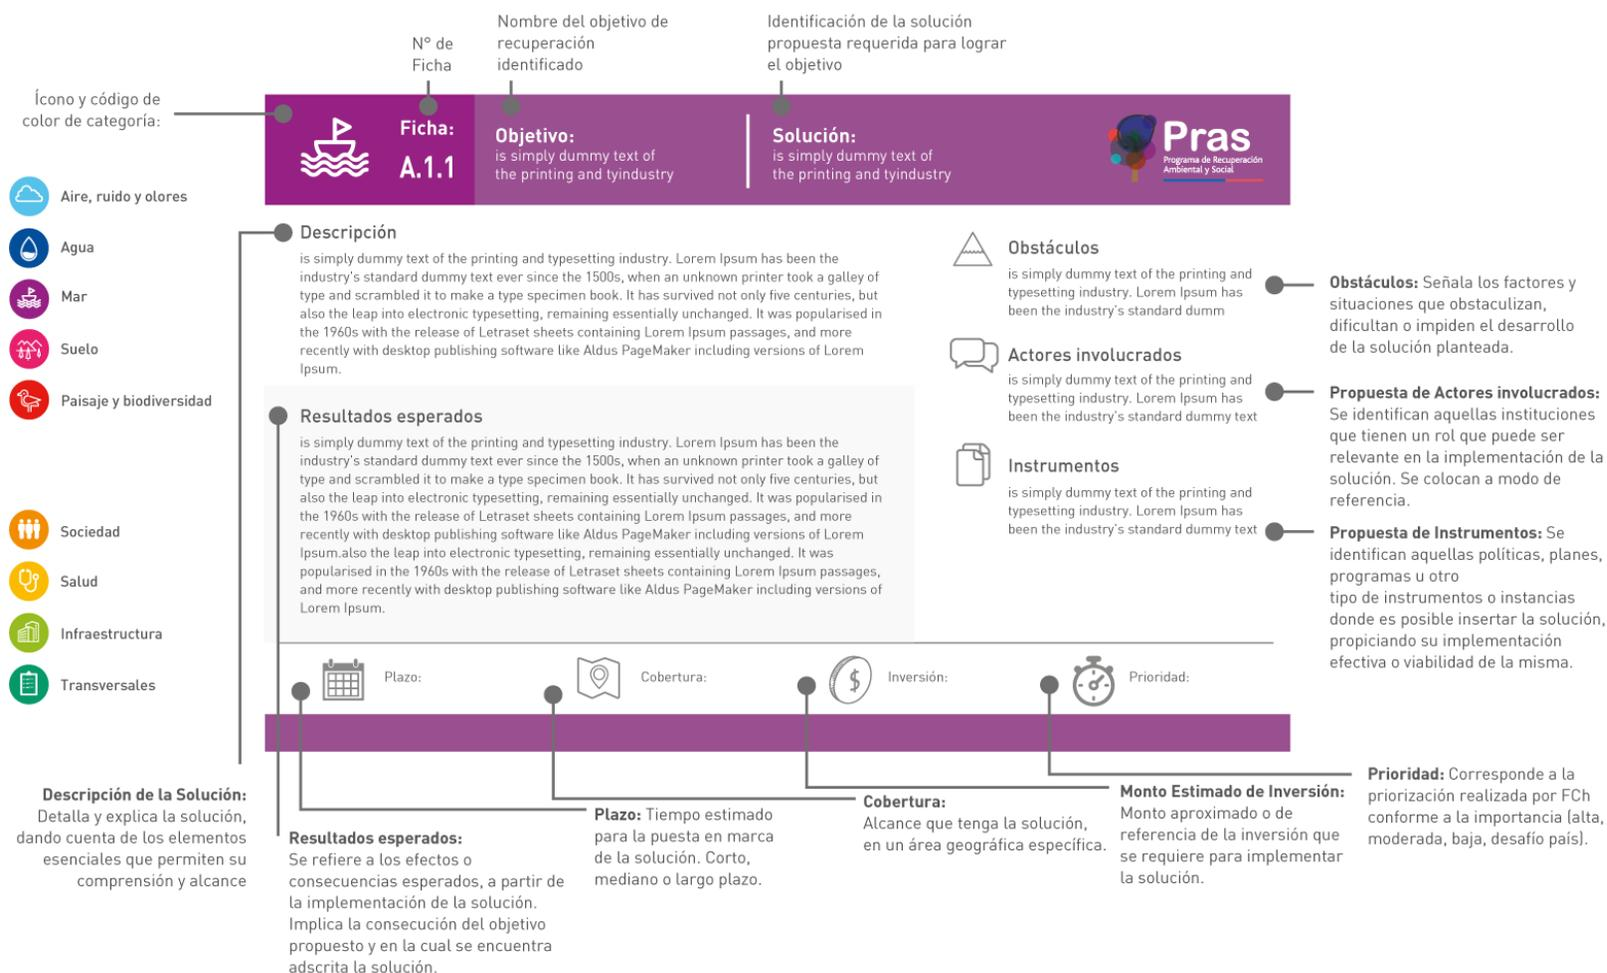 Nombre del objetivo de
recuperación
identificado
Identificación de la solución
propuesta requerida para lograr
el objetivo
N° de
Ficha
Ícono y código de
color de categoría:
Ficha:
A.1.1
Objetivo:
is simply dummy text of
the printing and tyindustry
Solución:
is simply dummy text of
the printing and tyindustry
Pras
Programa de Recuperación
Ambiental y Social
Aire, ruido y olores
Agua
Mar
Suelo
Paisaje y biodiversidad
Sociedad
Salud
Infraestructura
Transversales
Descripción
is simply dummy text of the printing and typesetting industry. Lorem Ipsum has been the
industry's standard dummy text ever since the 1500s, when an unknown printer took a galley of
type and scrambled it to make a type specimen book. It has survived not only five centuries, but
also the leap into electronic typesetting, remaining essentially unchanged. It was popularised in
the 1960s with the release of Letraset sheets containing Lorem Ipsum passages, and more
recently with desktop publishing software like Aldus PageMaker including versions of Lorem
Ipsum.
Resultados esperados
is simply dummy text of the printing and typesetting industry. Lorem Ipsum has been the
industry's standard dummy text ever since the 1500s, when an unknown printer took a galley of
type and scrambled it to make a type specimen book. It has survived not only five centuries, but
also the leap into electronic typesetting, remaining essentially unchanged. It was popularised in
the 1960s with the release of Letraset sheets containing Lorem Ipsum passages, and more
recently with desktop publishing software like Aldus PageMaker including versions of Lorem
Ipsum.also the leap into electronic typesetting, remaining essentially unchanged. It was
popularised in the 1960s with the release of Letraset sheets containing Lorem Ipsum passages,
and more recently with desktop publishing software like Aldus PageMaker including versions of
Lorem Ipsum.
Obstáculos
is simply dummy text of the printing and
typesetting industry. Lorem Ipsum has
been the industry's standard dumm
Actores involucrados
is simply dummy text of the printing and
typesetting industry. Lorem Ipsum has
been the industry's standard dummy text
Instrumentos
is simply dummy text of the printing and
typesetting industry. Lorem Ipsum has
been the industry's standard dummy text
Obstáculos: Señala los factores y
situaciones que obstaculizan,
dificultan o impiden el desarrollo
de la solución planteada.
Propuesta de Actores involucrados:
Se identifican aquellas instituciones
que tienen un rol que puede ser
relevante en la implementación de la
solución. Se colocan a modo de
referencia.
Propuesta de Instrumentos: Se
identifican aquellas políticas, planes,
programas u otro
tipo de instrumentos o instancias
donde es posible insertar la solución,
propiciando su implementación
efectiva o viabilidad de la misma.
Plazo:
Cobertura:
Inversión:
Prioridad:
Descripción de la Solución:
Detalla y explica la solución,
dando cuenta de los elementos
esenciales que permiten su
comprensión y alcance
Resultados esperados:
Se refiere a los efectos o
consecuencias esperados, a partir de
la implementación de la solución.
Implica la consecución del objetivo
propuesto y en la cual se encuentra
adscrita la solución.
Plazo: Tiempo estimado
para la puesta en marca
de la solución. Corto,
mediano o largo plazo.
Cobertura:
Alcance que tenga la solución,
en un área geográfica específica.
Monto Estimado de Inversión:
Monto aproximado o de
referencia de la inversión que
se requiere para implementar
la solución.
Prioridad: Corresponde a la
priorización realizada por FCh
conforme a la importancia (alta,
moderada, baja, desafío país).